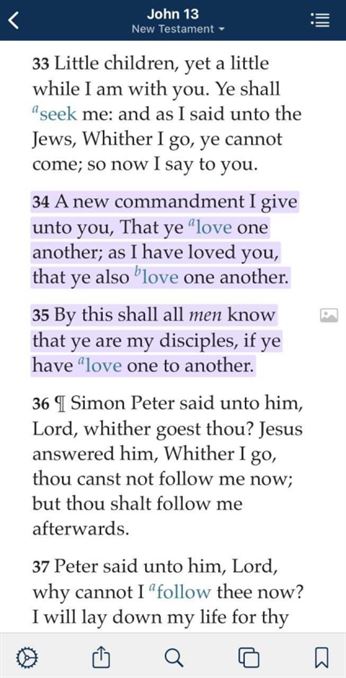 John 13
New Testament
33 Little children, yet a little
while I am with you. Ye shall
aseek me: and as I said unto the
Jews, Whither I go, ye cannot
come; so now I say to you.
34 A new commandment I give
unto you, That ye alove one
another; as I have loved you,
that ye also blove one another.
35 By this shall all men know
that ye are my disciples, if ye
have alove one to another.
36 ¶ Simon Peter said unto him,
Lord, whither goest thou? Jesus
answered him, Whither I go,
thou canst not follow me now;
but thou shalt follow me
afterwards.
37 Peter said unto him, Lord,
why cannot I afollow thee now?
I will lay down my life for thy